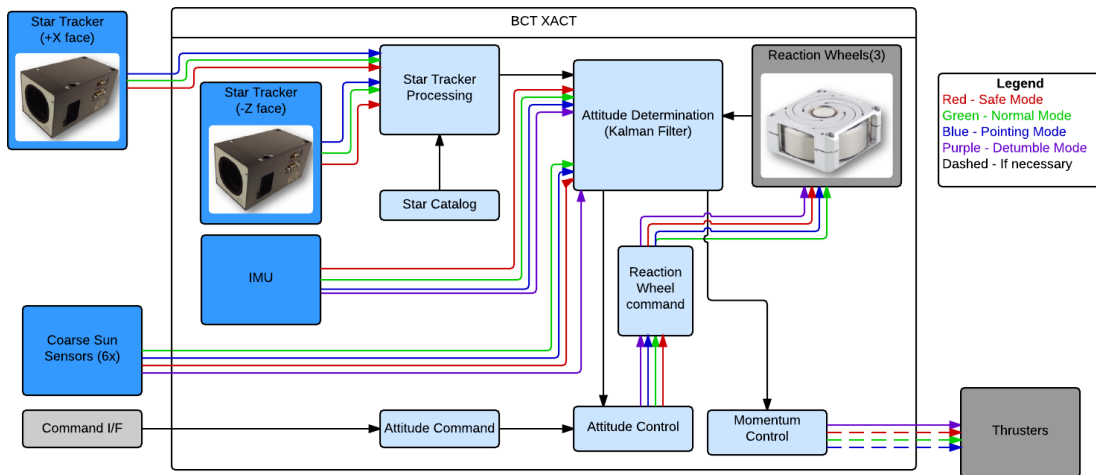 BCT XACT
Star Tracker
(+X face)
Star Tracker
(-Z face)
Star Tracker
Processing
Attitude Determination
(Kalman Filter)
Reaction Wheels(3)
Legend
Red - Safe Mode
Green - Normal Mode
Blue - Pointing Mode
Purple - Detumble Mode
Dashed - If necessary
Star Catalog
IMU
Reaction
Wheel
command
Coarse Sun
Sensors (6x)
Command I/F
Attitude Command
Attitude Control
Momentum
Control
Thrusters